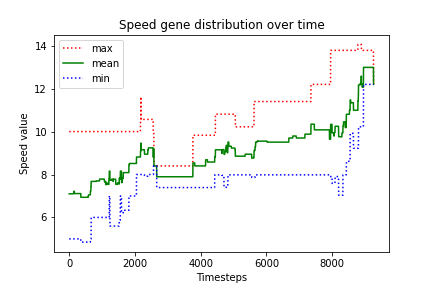 Speed gene distribution over time
max
mean
min
Speed value
14
12
10
8
6
0
2000
4000
6000
8000
Timesteps